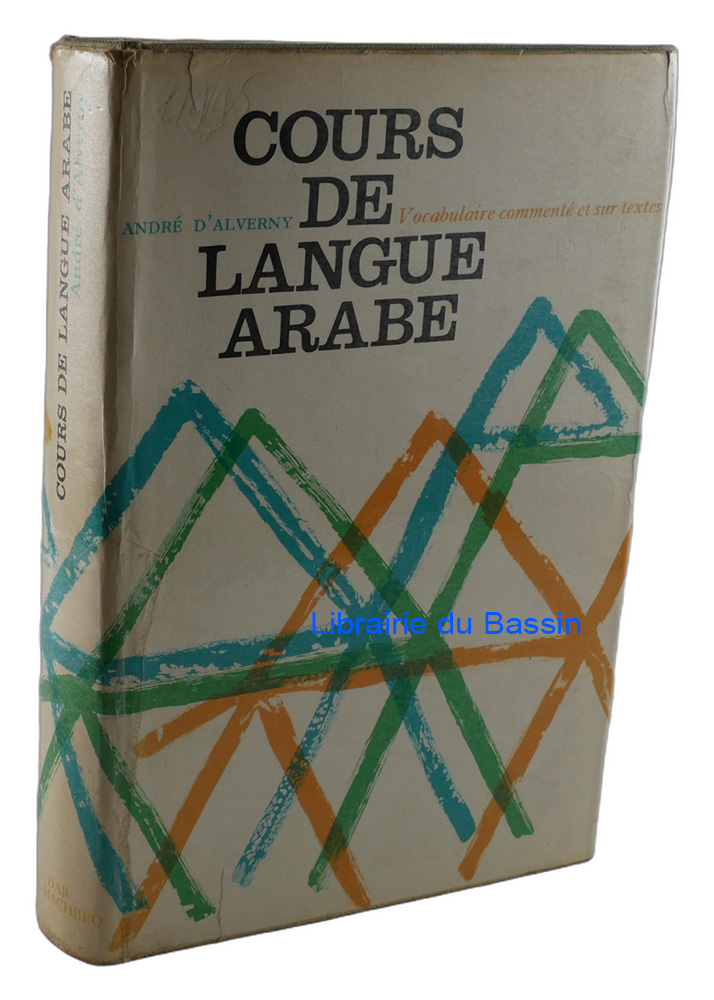 COURS
DE
LANGUE
ARABE
ANDRÉ D'ALVERNY
Vocabulaire commenté et sur textes
COURS DE LANGUE ARABE
André d'Alverny
DAR
Librairie du Bassin